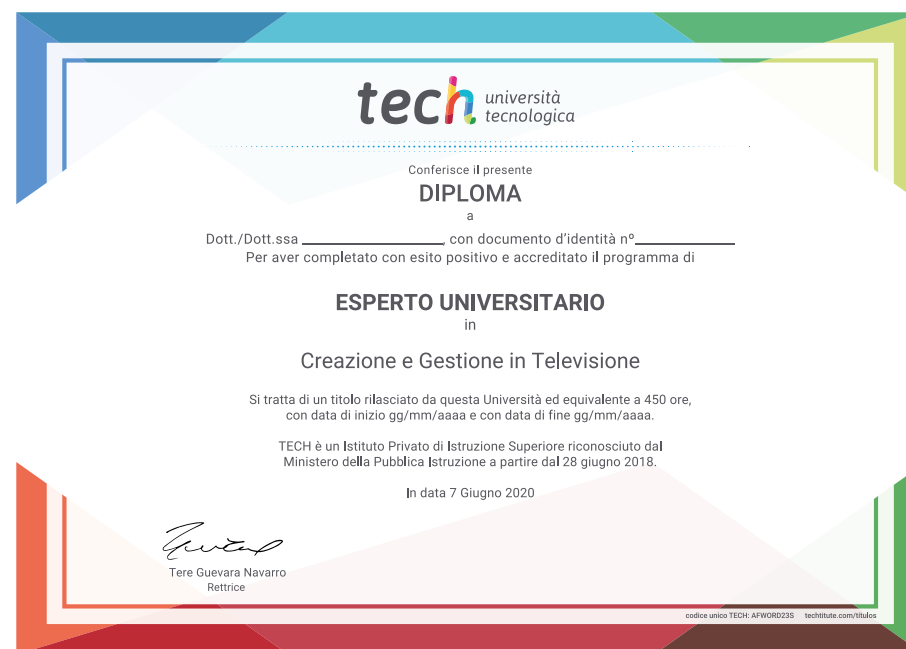 tech università
tecnologica
Conferisce il presente
DIPLOMA
a
Dott./Dott.ssa ____________________, con documento d'identità nº______________
Per aver completato con esito positivo e accreditato il programma di
ESPERTO UNIVERSITARIO
in
Creazione e Gestione in Televisione
Si tratta di un titolo rilasciato da questa Università ed equivalente a 450 ore,
con data di inizio gg/mm/aaaa e con data di fine gg/mm/aaaa.
TECH è un Istituto Privato di Istruzione Superiore riconosciuto dal
Ministero della Pubblica Istruzione a partire dal 28 giugno 2018.
In data 7 Giugno 2020
Tere Guevara Navarro
Rettrice
codice unico TECH: AFWORD23S techtitute.com/titulos